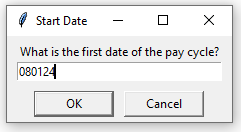 Start Date
What is the first date of the pay cycle?
080124
OK
Cancel